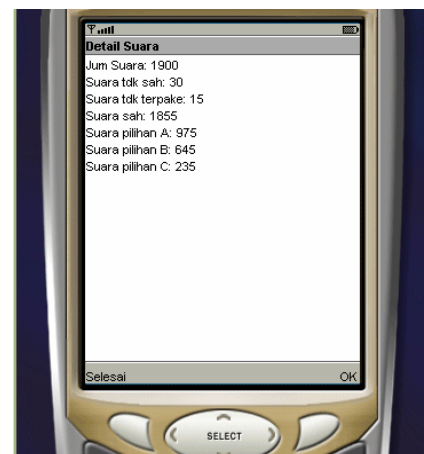 Detail Suara
Jum Suara: 1900
Suara tdk sah: 30
Suara tdk terpake: 15
Suara sah: 1855
Suara pilihan A: 975
Suara pilihan B: 645
Suara pilihan C: 235
Selesai OK
SELECT